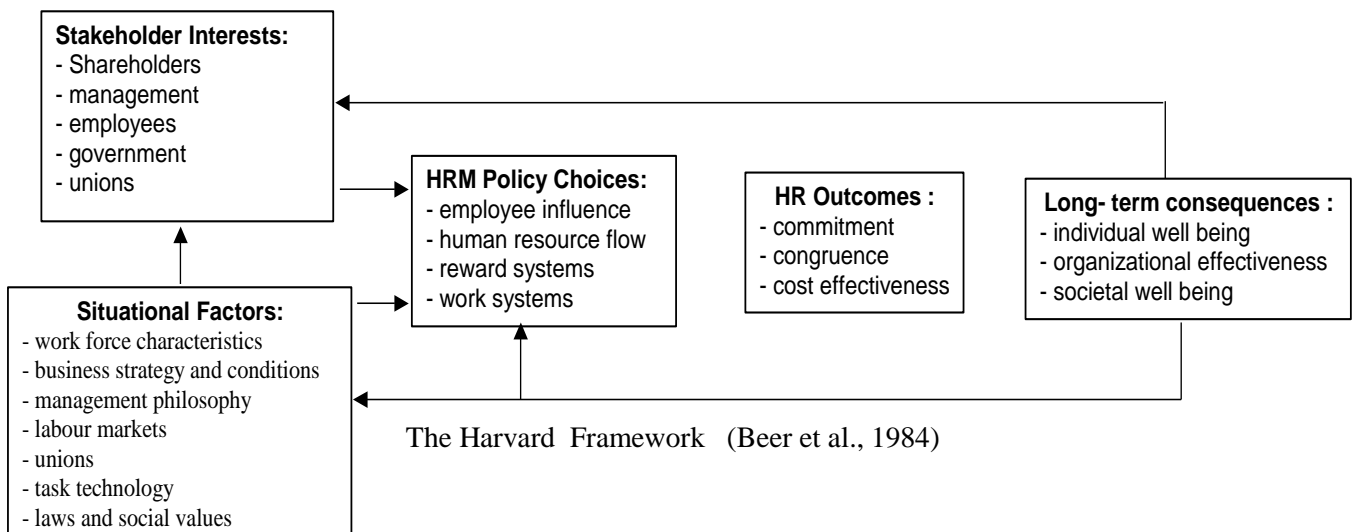 Stakeholder Interests:
- Shareholders
- management
- employees
- government
- unions
HRM Policy Choices:
- employee influence
- human resource flow
- reward systems
- work systems
HR Outcomes :
- commitment
- congruence
- cost effectiveness
Long- term consequences :
- individual well being
- organizational effectiveness
- societal well being
Situational Factors:
- work force characteristics
- business strategy and conditions
- management philosophy
- labour markets
- unions
- task technology
- laws and social values
The Harvard Framework (Beer et al., 1984)